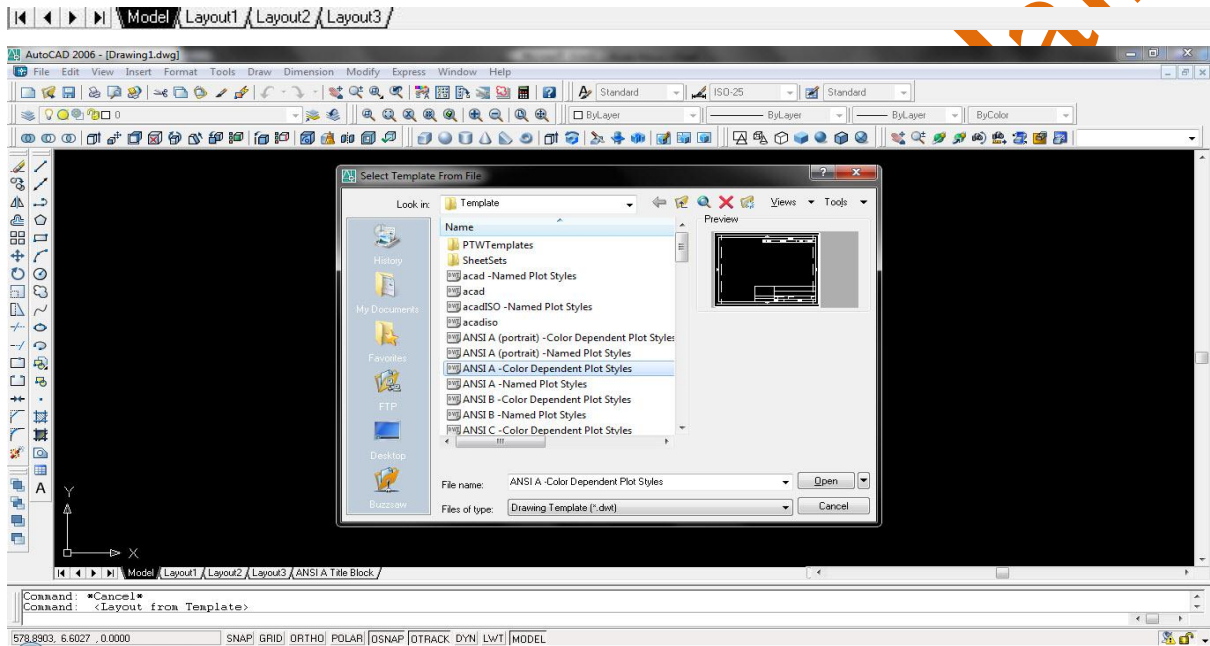 Model Layout1 Layout2 Layout3
AutoCAD 2006 - [Drawing1.dwg]
File Edit View Insert Format Tools Draw Dimension Modify Express Window Help
Standard ISO-25 Standard
0 ByLayer ByLayer ByLayer ByColor
Select Template From File
Look in: Template Views Tools
Name
Preview
PTWTemplates
SheetSets
acad -Named Plot Styles
acad
acadISO -Named Plot Styles
acadiso
ANSI A (portrait) -Color Dependent Plot Styles
ANSI A (portrait) -Named Plot Styles
ANSI A -Color Dependent Plot Styles
ANSI A -Named Plot Styles
ANSI B -Color Dependent Plot Styles
ANSI B -Named Plot Styles
ANSI C -Color Dependent Plot Styles
History
My Documents
Favorites
FTP
Desktop
Buzzsaw
File name: ANSI A -Color Dependent Plot Styles Open
Files of type: Drawing Template (*.dwt) Cancel
A
Y
X
Model Layout1 Layout2 Layout3 ANSI A Title Block
Command: *Cancel*
Command: <Layout from Template>
578.8903, 6.6027 , 0.0000 SNAP GRID ORTHO POLAR OSNAP OTRACK DYN LWT MODEL